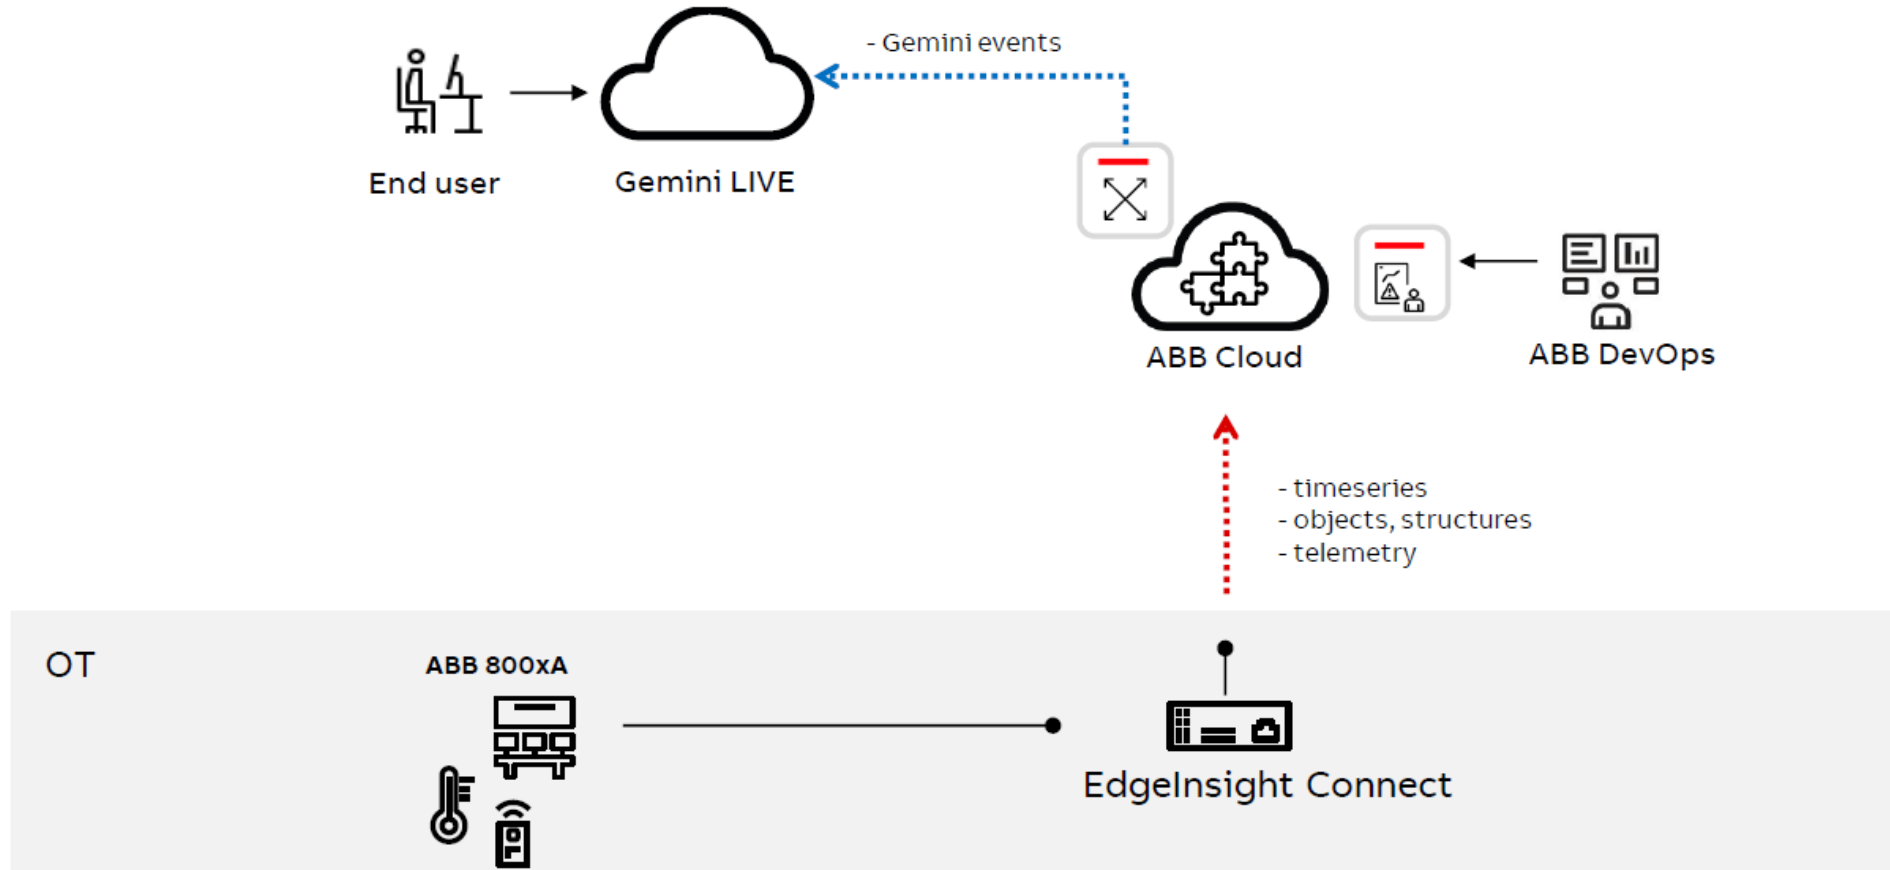 - Gemini events
End user
Gemini LIVE
ABB Cloud
ABB DevOps
- timeseries
- objects, structures
- telemetry
OT
ABB 800xA
EdgeInsight Connect